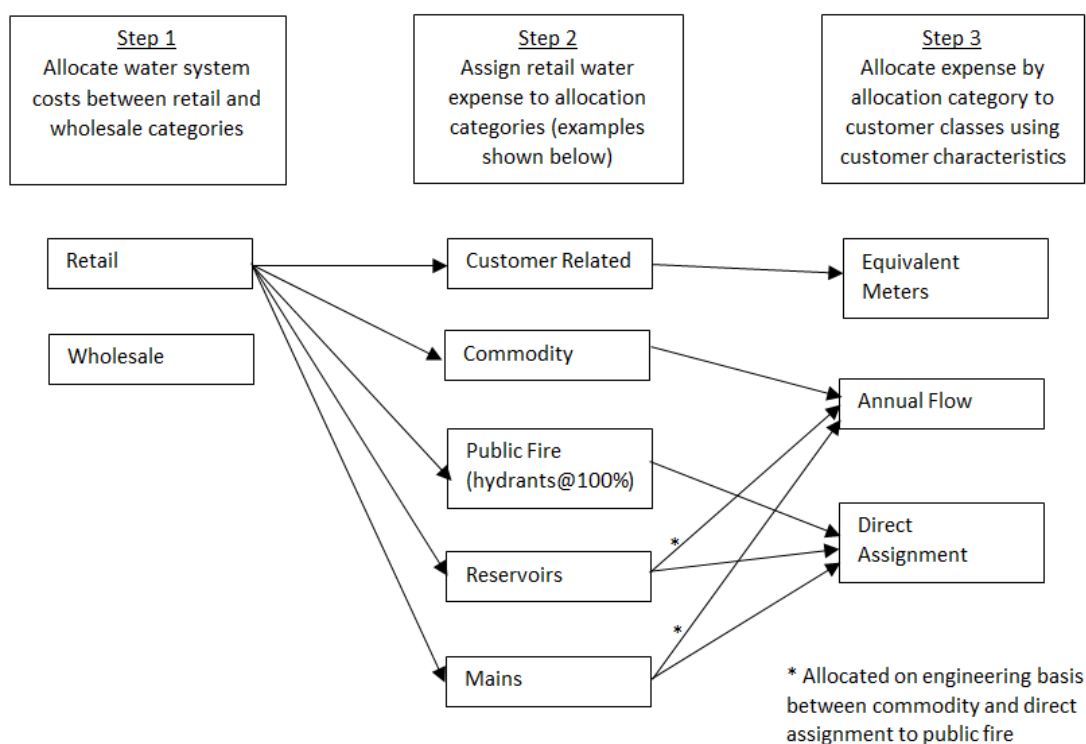 Step 1
Allocate water system
costs between retail and
wholesale categories
Step 2
Assign retail water
expense to allocation
categories (examples
shown below)
Step 3
Allocate expense by
allocation category to
customer classes using
customer characteristics
Retail
Wholesale
Customer Related
Commodity
Public Fire
(hydrants@100%)
Reservoirs
Mains
*
*
Equivalent
Meters
Annual Flow
Direct
Assignment
* Allocated on engineering basis
between commodity and direct
assignment to public fire